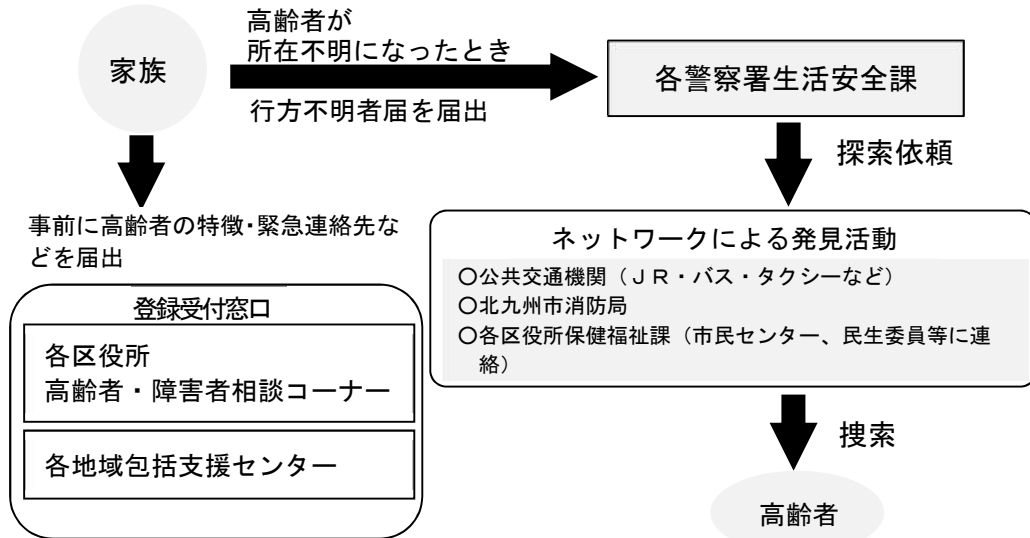 家族
高齢者が
所在不明になったとき
行方不明者届を届出
各警察署生活安全課
探索依頼
事前に高齢者の特徴・緊急連絡先な
どを届出
登録受付窓口
各区役所
高齢者・障害者相談コーナー
各地域包括支援センター
ネットワークによる発見活動
〇公共交通機関（ＪＲ・バス・タクシーなど）
〇北九州市消防局
〇各区役所保健福祉課（市民センター、民生委員等に連
絡）
捜索
高齢者